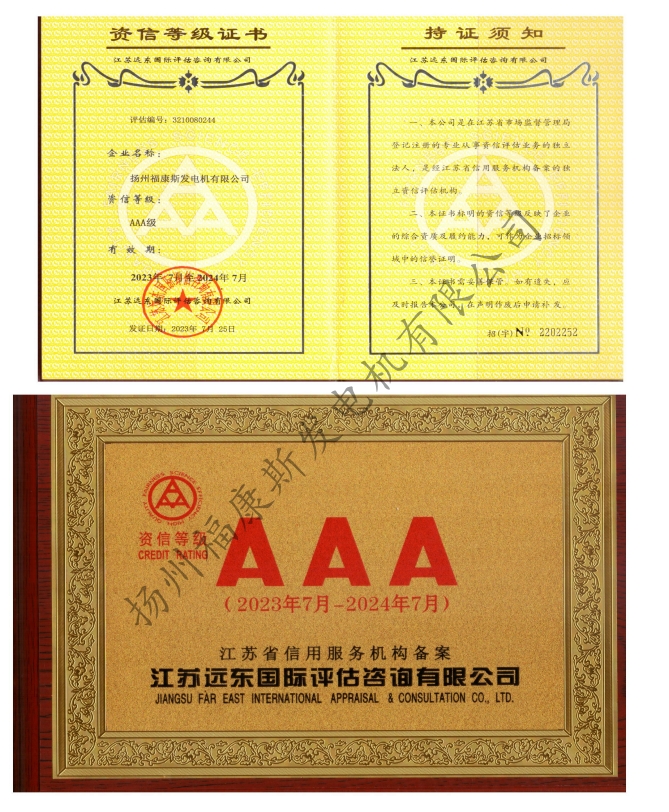 资信等级证书
江苏远东国际评估咨询有限公司
评估编号：3210080244
企业名称：
扬州福康斯发电机有限公司
资信等级：
AAA级
有效期：
2023年 7月至2024年 7月
江苏远东国际评估咨询有限公司
发证日期：2023年 7月 25日
持证须知
江苏远东国际评估咨询有限公司
一、本公司是在江苏省市场监督管理局
登记注册的专业从事资信评估业务的独立
法人，是经江苏省信用服务机构备案的独
立资信评估机构。
二、本证书标明的资信等级反映了企业
的综合资质及履约能力，可作为企业招标领
域中的信誉证明。
三、本证书需妥善保管。如有遗失，应
及时报告本公司，在声明作废后申请补发。
招(字) № 2202252
扬州福康斯发电机有限公司
资信等级
CREDIT RATING
AAA
(2023年7月-2024年7月)
江苏省信用服务机构备案
江苏远东国际评估咨询有限公司
JIANGSU FAR EAST INTERNATIONAL APPRAISAL & CONSULTATION CO., LTD.